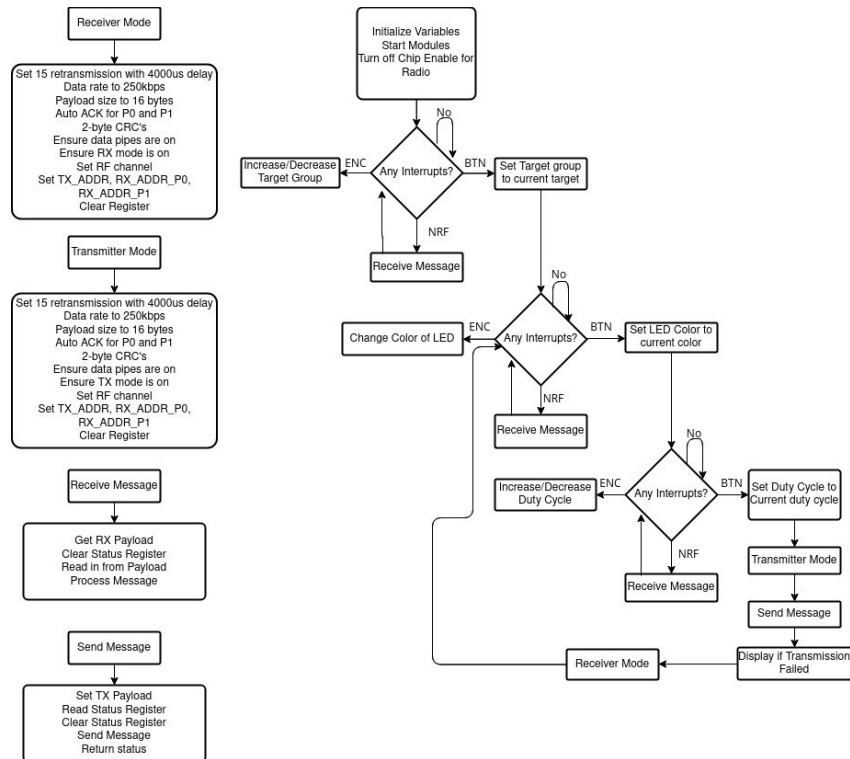 Receiver Mode
Set 15 retransmission with 4000us delay
Data rate to 250kbps
Payload size to 16 bytes
Auto ACK for P0 and P1
2-byte CRC's
Ensure data pipes are on
Ensure RX mode is on
Set RF channel
Set TX_ADDR, RX_ADDR_P0,
RX_ADDR_P1
Clear Register
Transmitter Mode
Set 15 retransmission with 4000us delay
Data rate to 250kbps
Payload size to 16 bytes
Auto ACK for P0 and P1
2-byte CRC's
Ensure data pipes are on
Ensure TX mode is on
Set RF channel
Set TX_ADDR, RX_ADDR_P0,
RX_ADDR_P1
Clear Register
Receive Message
Get RX Payload
Clear Status Register
Read in from Payload
Process Message
Send Message
Set TX Payload
Read Status Register
Clear Status Register
Send Message
Return status
Initialize Variables
Start Modules
Turn off Chip Enable for
Radio
No
Any Interrupts?
ENC
Increase/Decrease
Target Group
BTN
Set Target group
to current target
NRF
Receive Message
No
Any Interrupts?
ENC
Change Color of LED
BTN
Set LED Color to
current color
NRF
Receive Message
No
Any Interrupts?
ENC
Increase/Decrease
Duty Cycle
BTN
Set Duty Cycle to
Current duty cycle
NRF
Receive Message
Transmitter Mode
Send Message
Display if Transmission
Failed
Receiver Mode